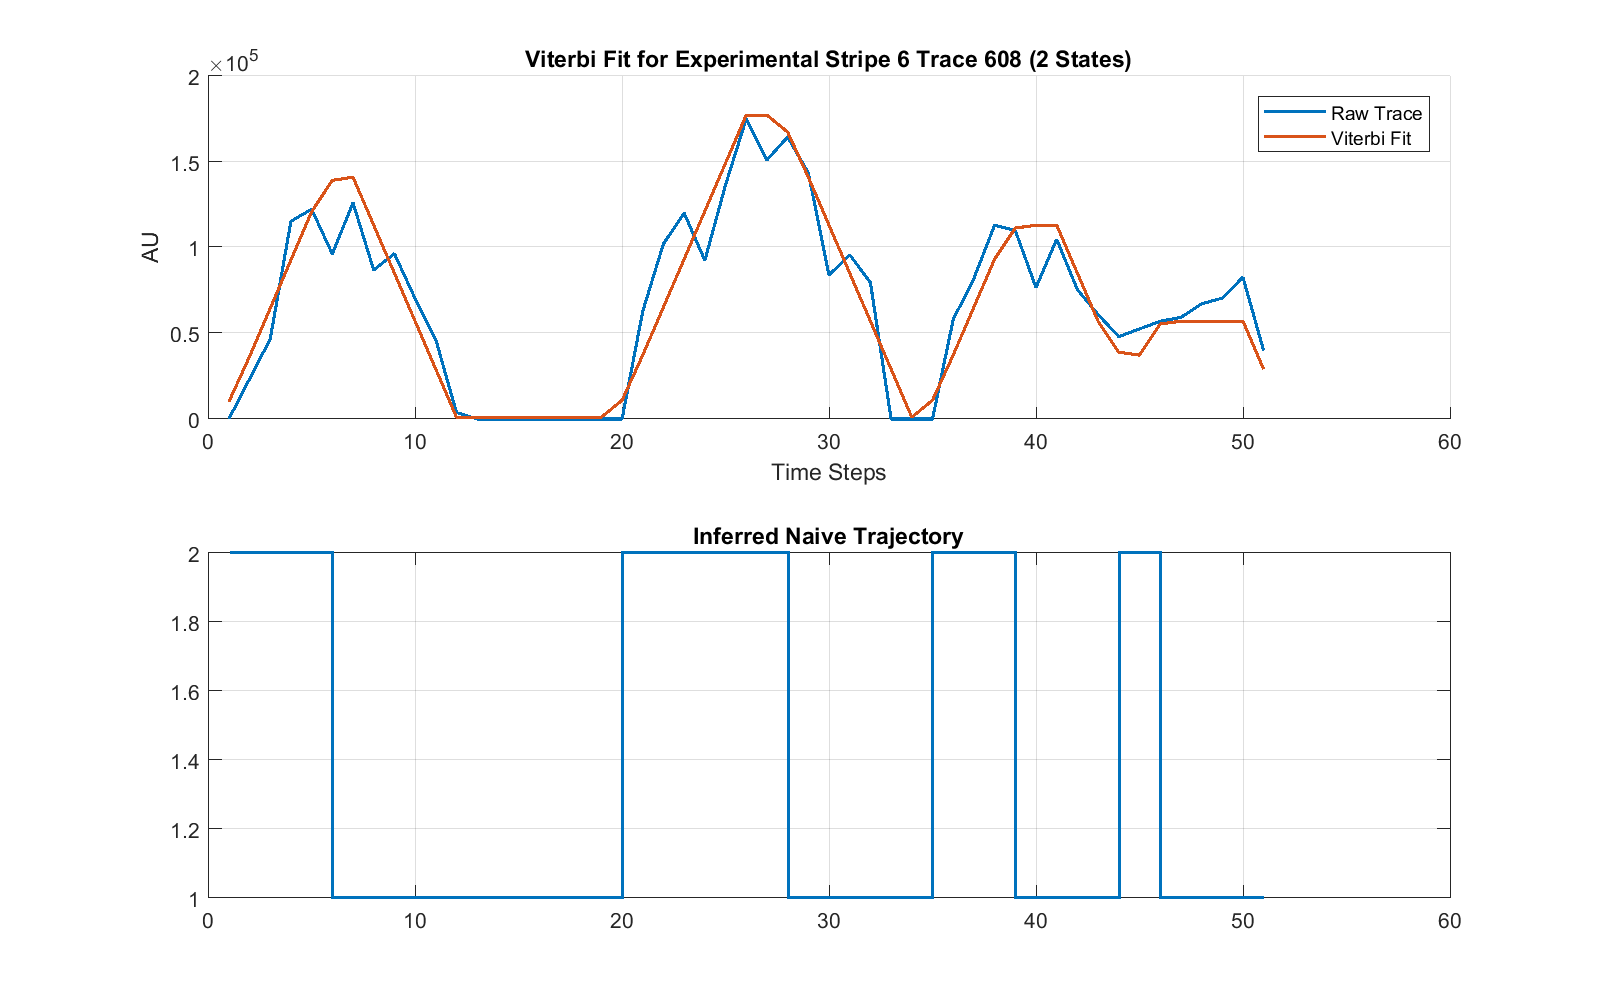 Viterbi Fit for Experimental Stripe 6 Trace 608 (2 States)
×10^5
2
1.5
1
0.5
0
AU
Raw Trace
Viterbi Fit
0 10 20 30 40 50 60
Time Steps
Inferred Naive Trajectory
2
1.8
1.6
1.4
1.2
1
0 10 20 30 40 50 60